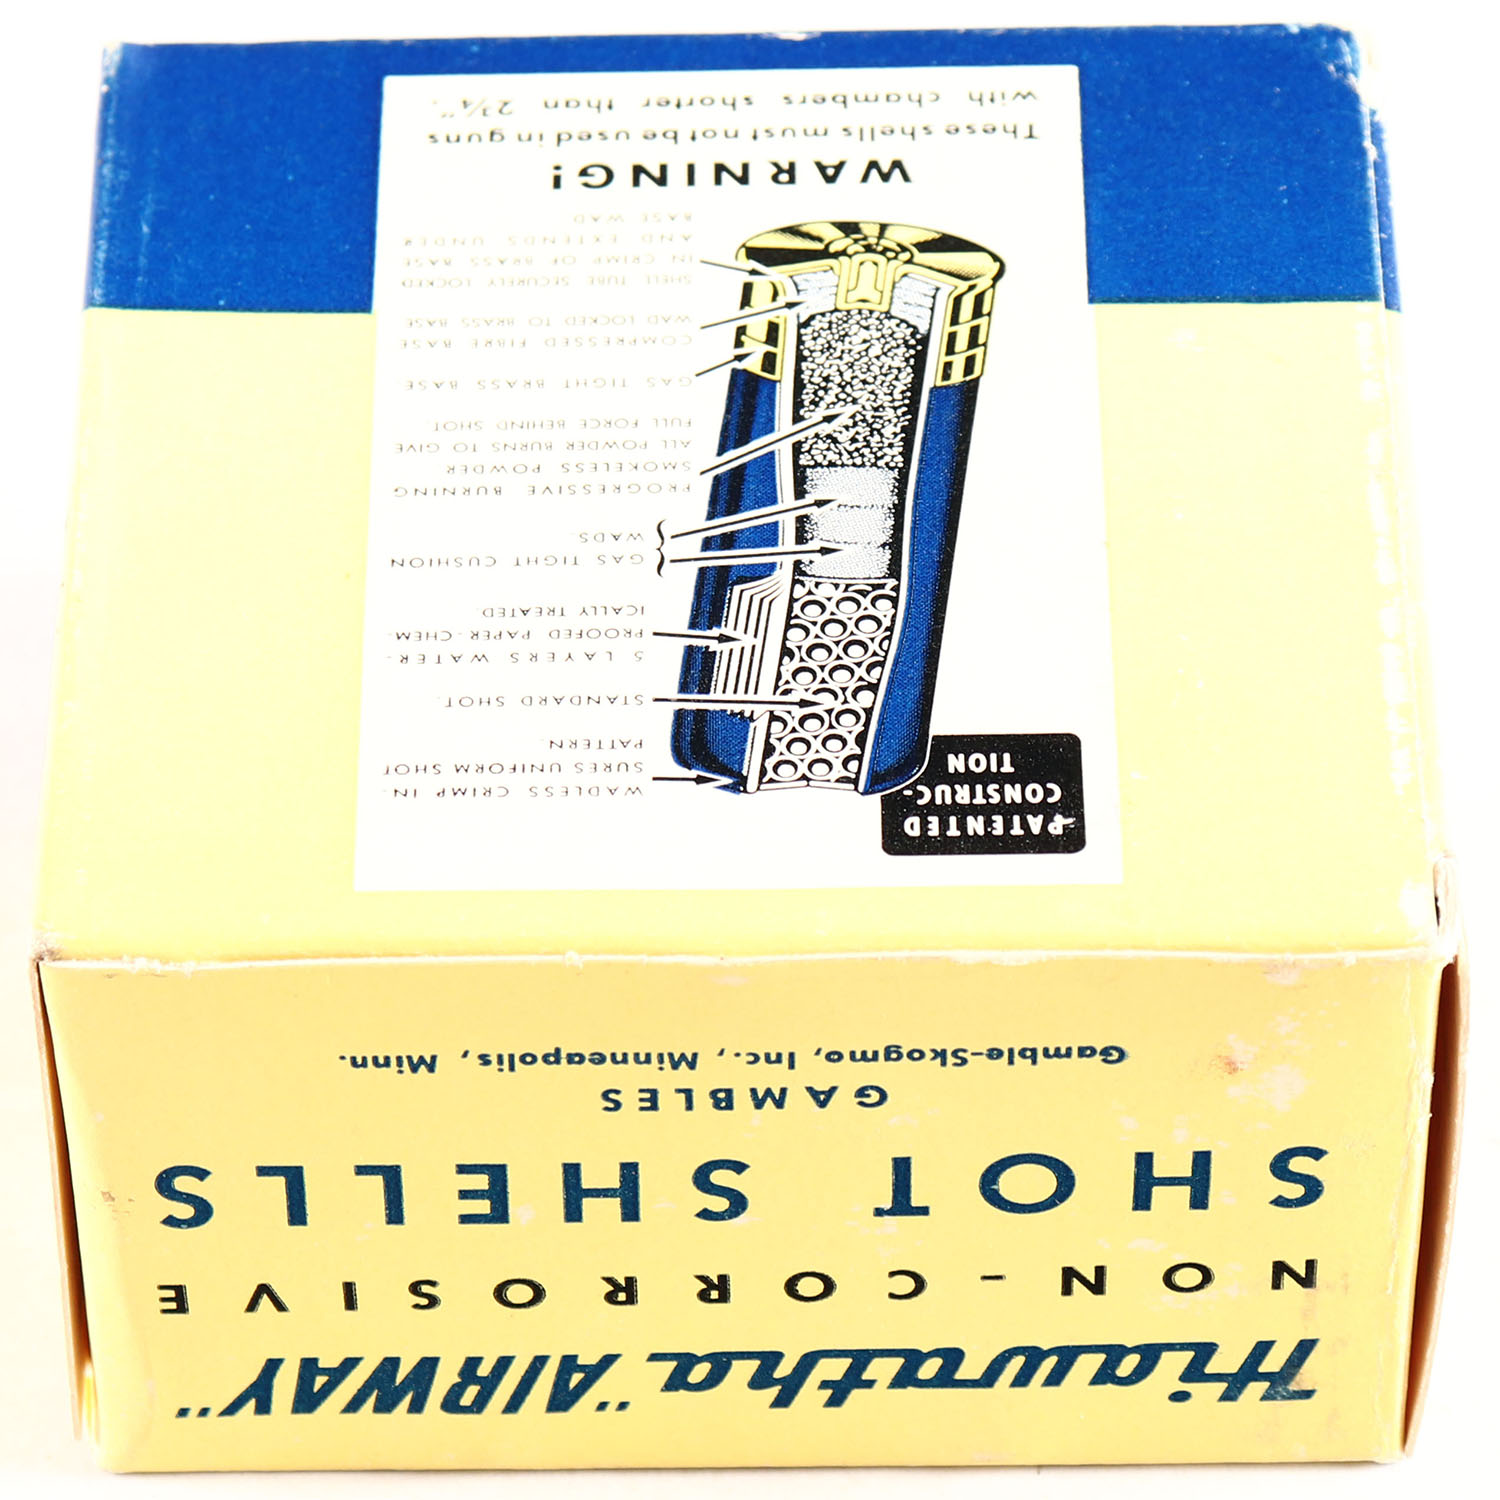 Hiawatha "AIRWAY"
NON-CORROSIVE
SHOT SHELLS
GAMBLES
Gamble-Skogmo, Inc., Minneapolis, Minn.
PATENTED
CONSTRUC-
TION
WADLESS CRIMP IN-
SURES UNIFORM SHOT
PATTERN.
STANDARD SHOT.
5 LAYERS WATER-
PROOFED PAPER-CHEM-
ICALLY TREATED.
GAS TIGHT CUSHION
WADS.
PROGRESSIVE BURNING
SMOKELESS POWDER
ALL POWDER BURNS TO GIVE
FULL FORCE BEHIND SHOT.
GAS TIGHT BRASS BASE.
COMPRESSED FIBRE BASE
WAD LOCKED TO BRASS BASE
SHELL TUBE SECURELY LOCKED
IN CRIMP OF BRASS BASE
AND EXTENDS UNDER
BASE WAD
WARNING!
These shells must not be used in guns
with chambers shorter than 2¾".